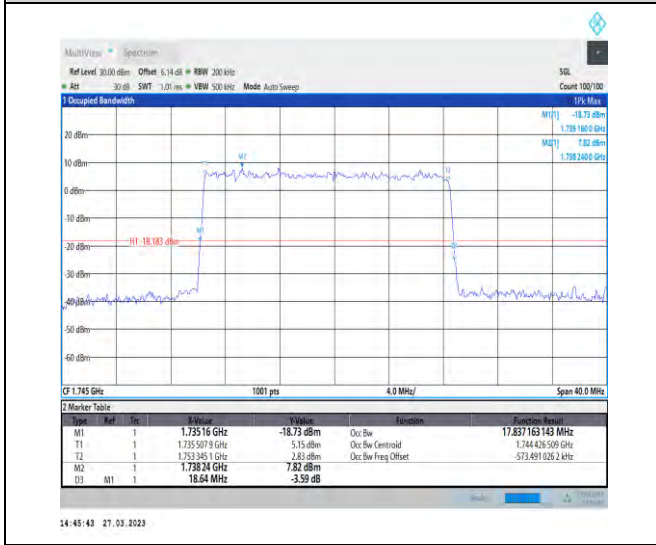 MultiView Spectrum
Ref Level 30.00 dBm Offset 6.14 dB RBW 200 kHz SGL
Att 30 dB SWT 1.01 ms VBW 500 kHz Mode Auto Sweep Count 100/100
1 Occupied Bandwidth 1Pk Max
M1[1] -18.73 dBm
1.735 160 0 GHz
M2[1] 7.82 dBm
1.738 240 0 GHz
20 dBm
10 dBm
M2
0 dBm
-10 dBm
M1
H1 -18.183 dBm
-20 dBm
-30 dBm
-40 dBm
-50 dBm
-60 dBm
CF 1.745 GHz 1001 pts 4.0 MHz/ Span 40.0 MHz
2 Marker Table
Type Ref Trc X-Value Y-Value Function Function Result
M1 1 1.735 16 GHz -18.73 dBm Occ Bw 17.837 163 143 MHz
T1 1 1.735 507 9 GHz 5.15 dBm Occ Bw Centroid 1.744 426 509 GHz
T2 1 1.753 345 1 GHz 2.83 dBm Occ Bw Freq Offset -573.491 026 2 kHz
M2 1 1.738 24 GHz 7.82 dBm
D3 M1 1 18.64 MHz -3.59 dB
14:45:43 27.03.2023